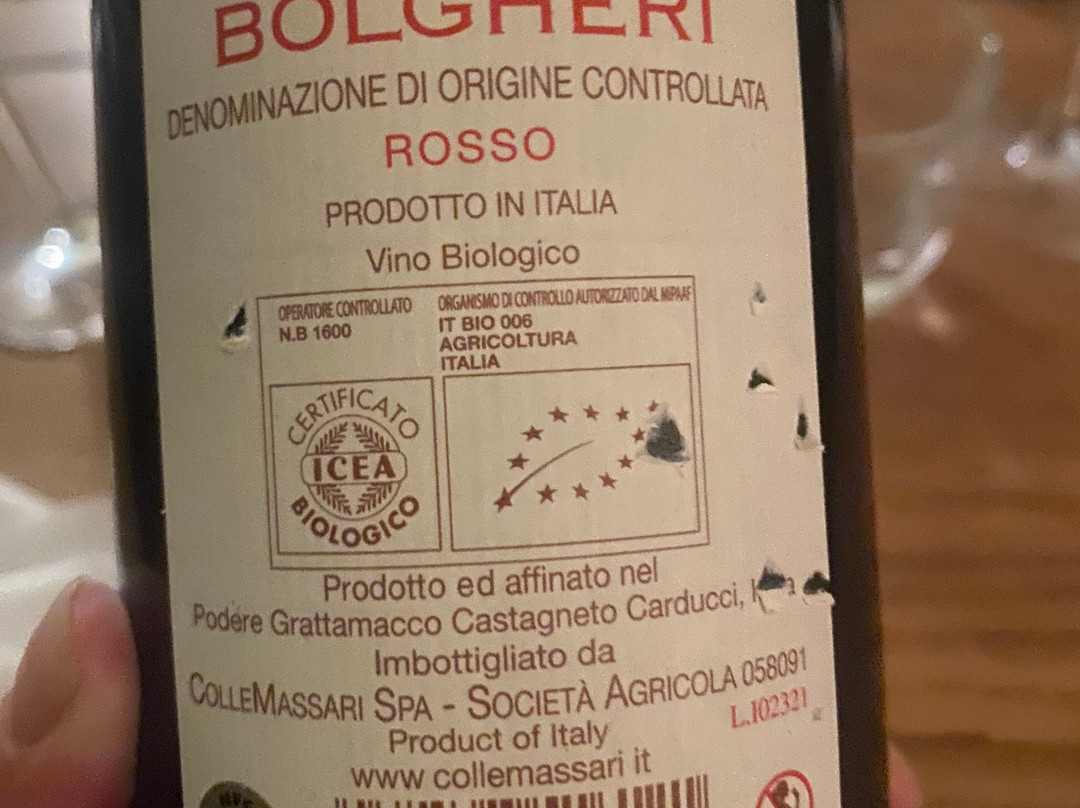 BOLGHERI
DENOMINAZIONE DI ORIGINE CONTROLLATA
ROSSO
PRODOTTO IN ITALIA
Vino Biologico
OPERATORE CONTROLLATO
N.B 1600
ORGANISMO DI CONTROLLO AUTORIZZATO DAL MIPAAF
IT BIO 006
AGRICOLTURA
ITALIA
CERTIFICATO
ICEA
BIOLOGICO
Prodotto ed affinato nel
Podere Grattamacco Castagneto Carducci,
Imbottigliato da
COLLEMASSARI SPA - SOCIETÀ AGRICOLA 058091
L.102321
Product of Italy
www collemassari it